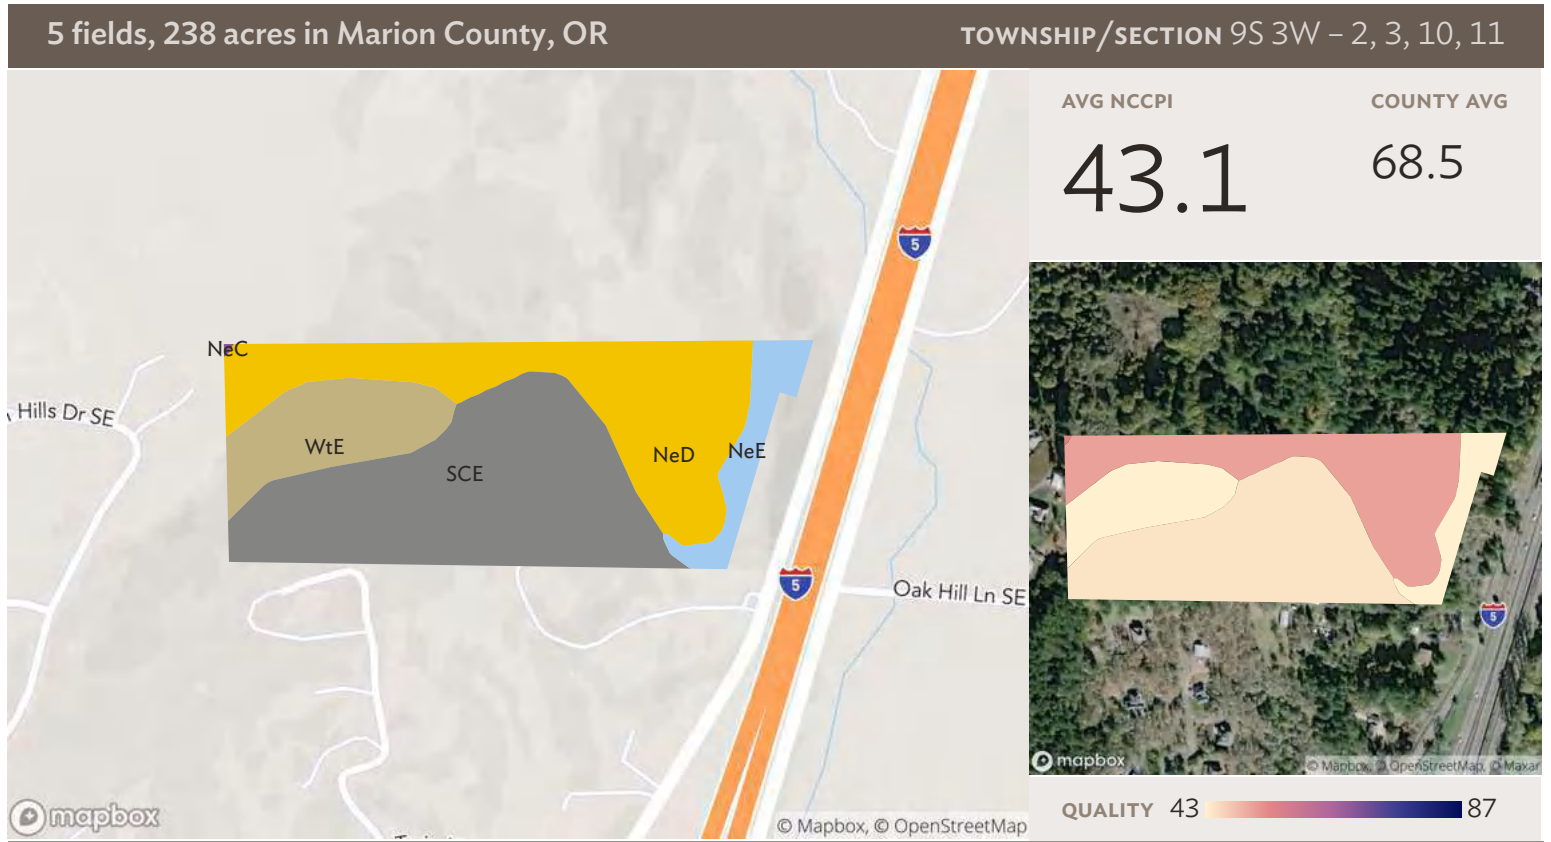 5 fields, 238 acres in Marion County, OR
TOWNSHIP/SECTION 9S 3W – 2, 3, 10, 11
AVG NCCPI
COUNTY AVG
43.1
68.5
5
NeC
Hills Dr SE
WtE
SCE
NeD
NeE
5
Oak Hill Ln SE
mapbox
© Mapbox, © OpenStreetMap
5
mapbox
© Mapbox, © OpenStreetMap, © Maxar
QUALITY 43
87